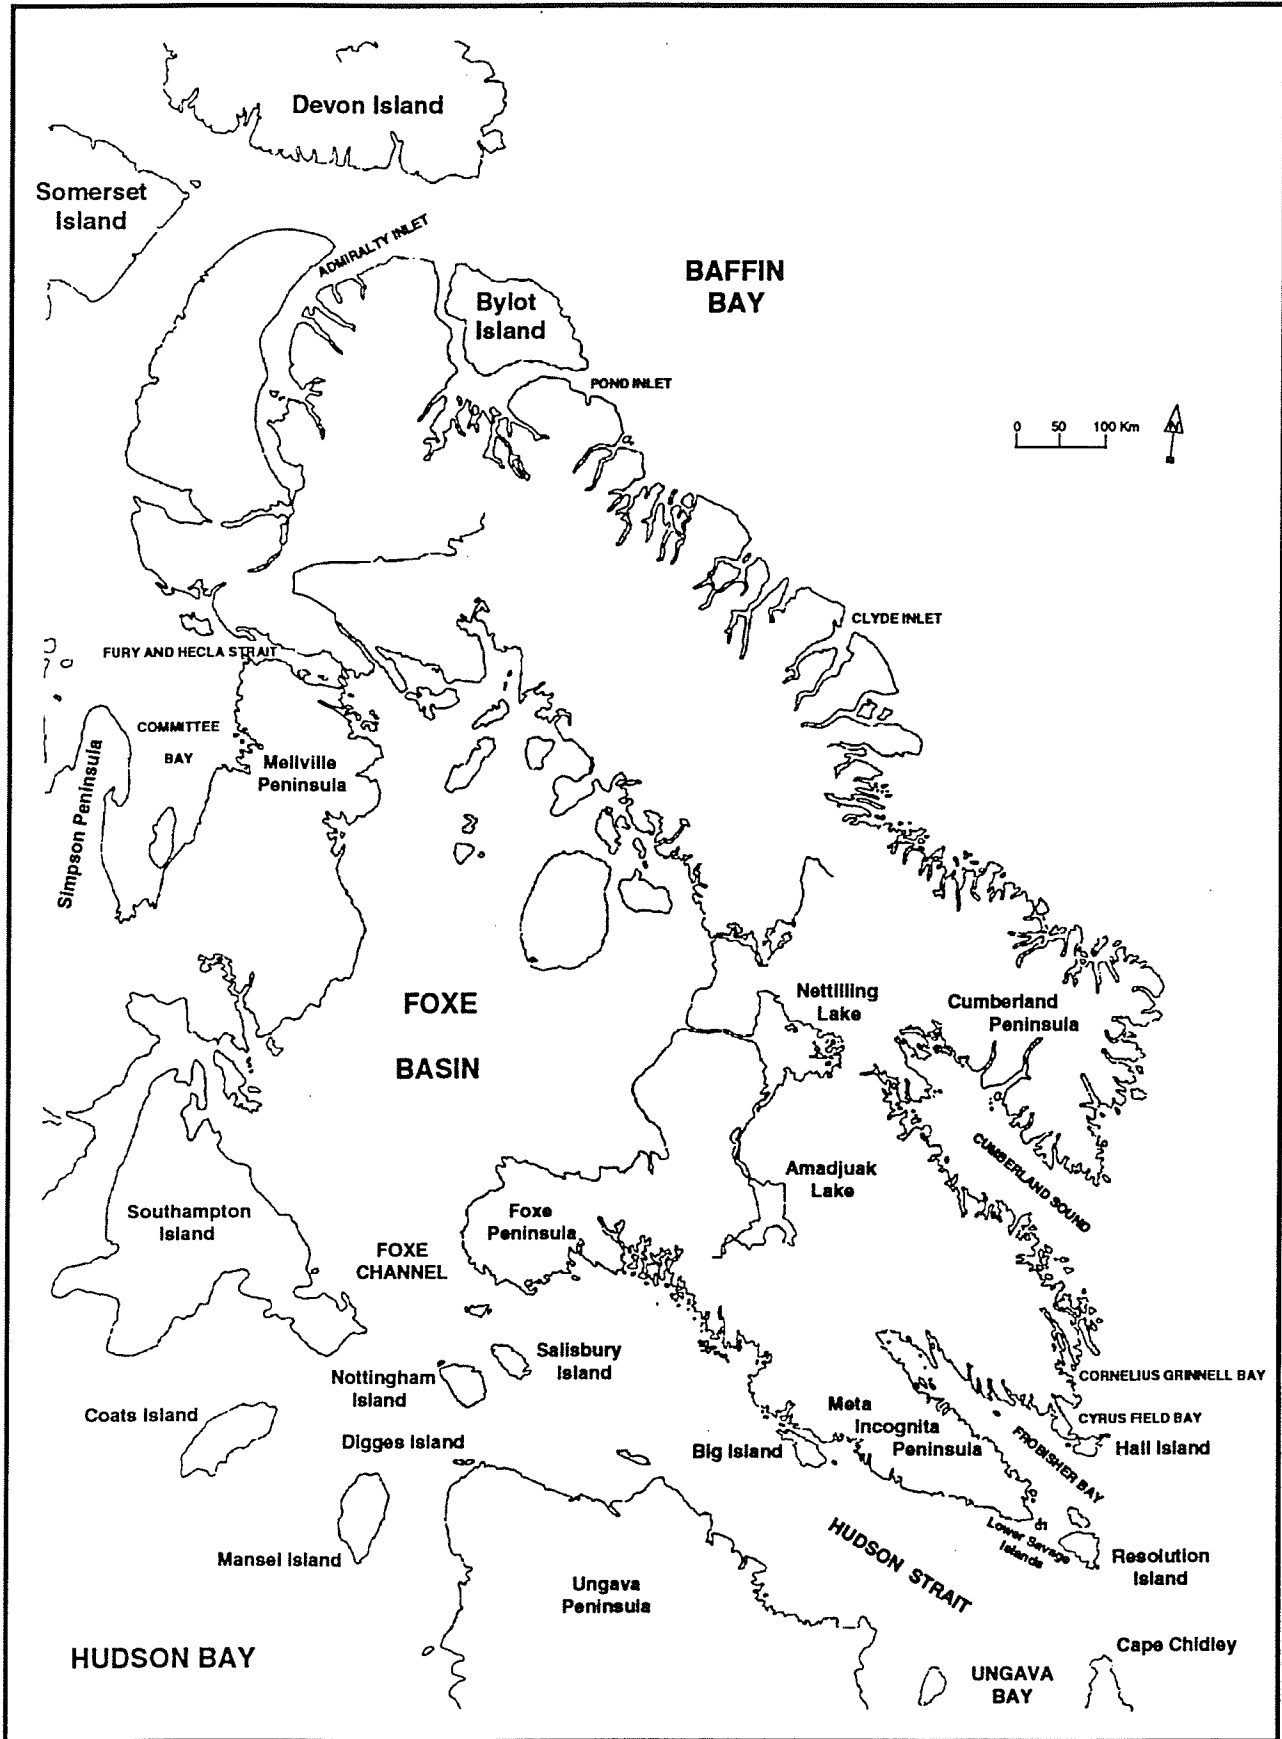 Devon Island
Somerset
Island
ADMIRALTY INLET
BAFFIN
BAY
Bylot
Island
POND INLET
0 50 100 Km
N
CLYDE INLET
FURY AND HECLA STRAIT
COMMITTEE
BAY
Mellville
Peninsula
Simpson Peninsula
FOXE
BASIN
Nettilling
Lake
Cumberland
Peninsula
CUMBERLAND SOUND
Amadjuak
Lake
Southampton
Island
Foxe
Peninsula
FOXE
CHANNEL
Salisbury
Island
Nottingham
Island
CORNELIUS GRINNELL BAY
Coats Island
Meta
Incognita
Peninsula
CYRUS FIELD BAY
Digges Island
Big Island
Hall Island
FROBISHER BAY
Mansel Island
HUDSON STRAIT
Lower Savage
Islands
Resolution
Island
Ungava
Peninsula
HUDSON BAY
Cape Chidley
UNGAVA
BAY